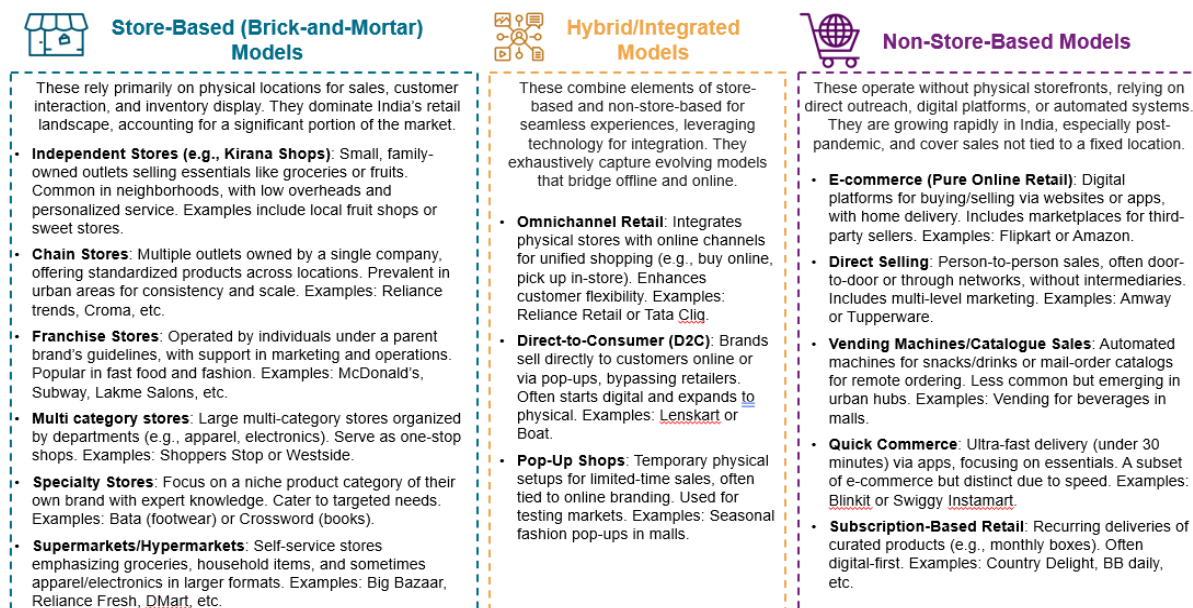 Store-Based (Brick-and-Mortar)
Models
These rely primarily on physical locations for sales, customer
interaction, and inventory display. They dominate India's retail
landscape, accounting for a significant portion of the market.
• Independent Stores (e.g., Kirana Shops): Small, family-
owned outlets selling essentials like groceries or fruits.
Common in neighborhoods, with low overheads and
personalized service. Examples include local fruit shops or
sweet stores.
• Chain Stores: Multiple outlets owned by a single company,
offering standardized products across locations. Prevalent in
urban areas for consistency and scale. Examples: Reliance
trends, Croma, etc.
• Franchise Stores: Operated by individuals under a parent
brand's guidelines, with support in marketing and operations.
Popular in fast food and fashion. Examples: McDonald's,
Subway, Lakme Salons, etc.
• Multi category stores: Large multi-category stores organized
by departments (e.g., apparel, electronics). Serve as one-stop
shops. Examples: Shoppers Stop or Westside.
• Specialty Stores: Focus on a niche product category of their
own brand with expert knowledge. Cater to targeted needs.
Examples: Bata (footwear) or Crossword (books).
• Supermarkets/Hypermarkets: Self-service stores
emphasizing groceries, household items, and sometimes
apparel/electronics in larger formats. Examples: Big Bazaar,
Reliance Fresh, DMart, etc.
Hybrid/Integrated
Models
These combine elements of store-
based and non-store-based for
seamless experiences, leveraging
technology for integration. They
exhaustively capture evolving models
that bridge offline and online.
• Omnichannel Retail: Integrates
physical stores with online channels
for unified shopping (e.g., buy online,
pick up in-store). Enhances
customer flexibility. Examples:
Reliance Retail or Tata Cliq.
• Direct-to-Consumer (D2C): Brands
sell directly to customers online or
via pop-ups, bypassing retailers.
Often starts digital and expands to
physical. Examples: Lenskart or
Boat.
• Pop-Up Shops: Temporary physical
setups for limited-time sales, often
tied to online branding. Used for
testing markets. Examples: Seasonal
fashion pop-ups in malls.
Non-Store-Based Models
These operate without physical storefronts, relying on
direct outreach, digital platforms, or automated systems.
They are growing rapidly in India, especially post-
pandemic, and cover sales not tied to a fixed location.
• E-commerce (Pure Online Retail): Digital
platforms for buying/selling via websites or apps,
with home delivery. Includes marketplaces for third-
party sellers. Examples: Flipkart or Amazon.
• Direct Selling: Person-to-person sales, often door-
to-door or through networks, without intermediaries.
Includes multi-level marketing. Examples: Amway
or Tupperware.
• Vending Machines/Catalogue Sales: Automated
machines for snacks/drinks or mail-order catalogs
for remote ordering. Less common but emerging in
urban hubs. Examples: Vending for beverages in
malls.
• Quick Commerce: Ultra-fast delivery (under 30
minutes) via apps, focusing on essentials. A subset
of e-commerce but distinct due to speed. Examples:
Blinkit or Swiggy Instamart.
• Subscription-Based Retail: Recurring deliveries of
curated products (e.g., monthly boxes). Often
digital-first. Examples: Country Delight, BB daily,
etc.